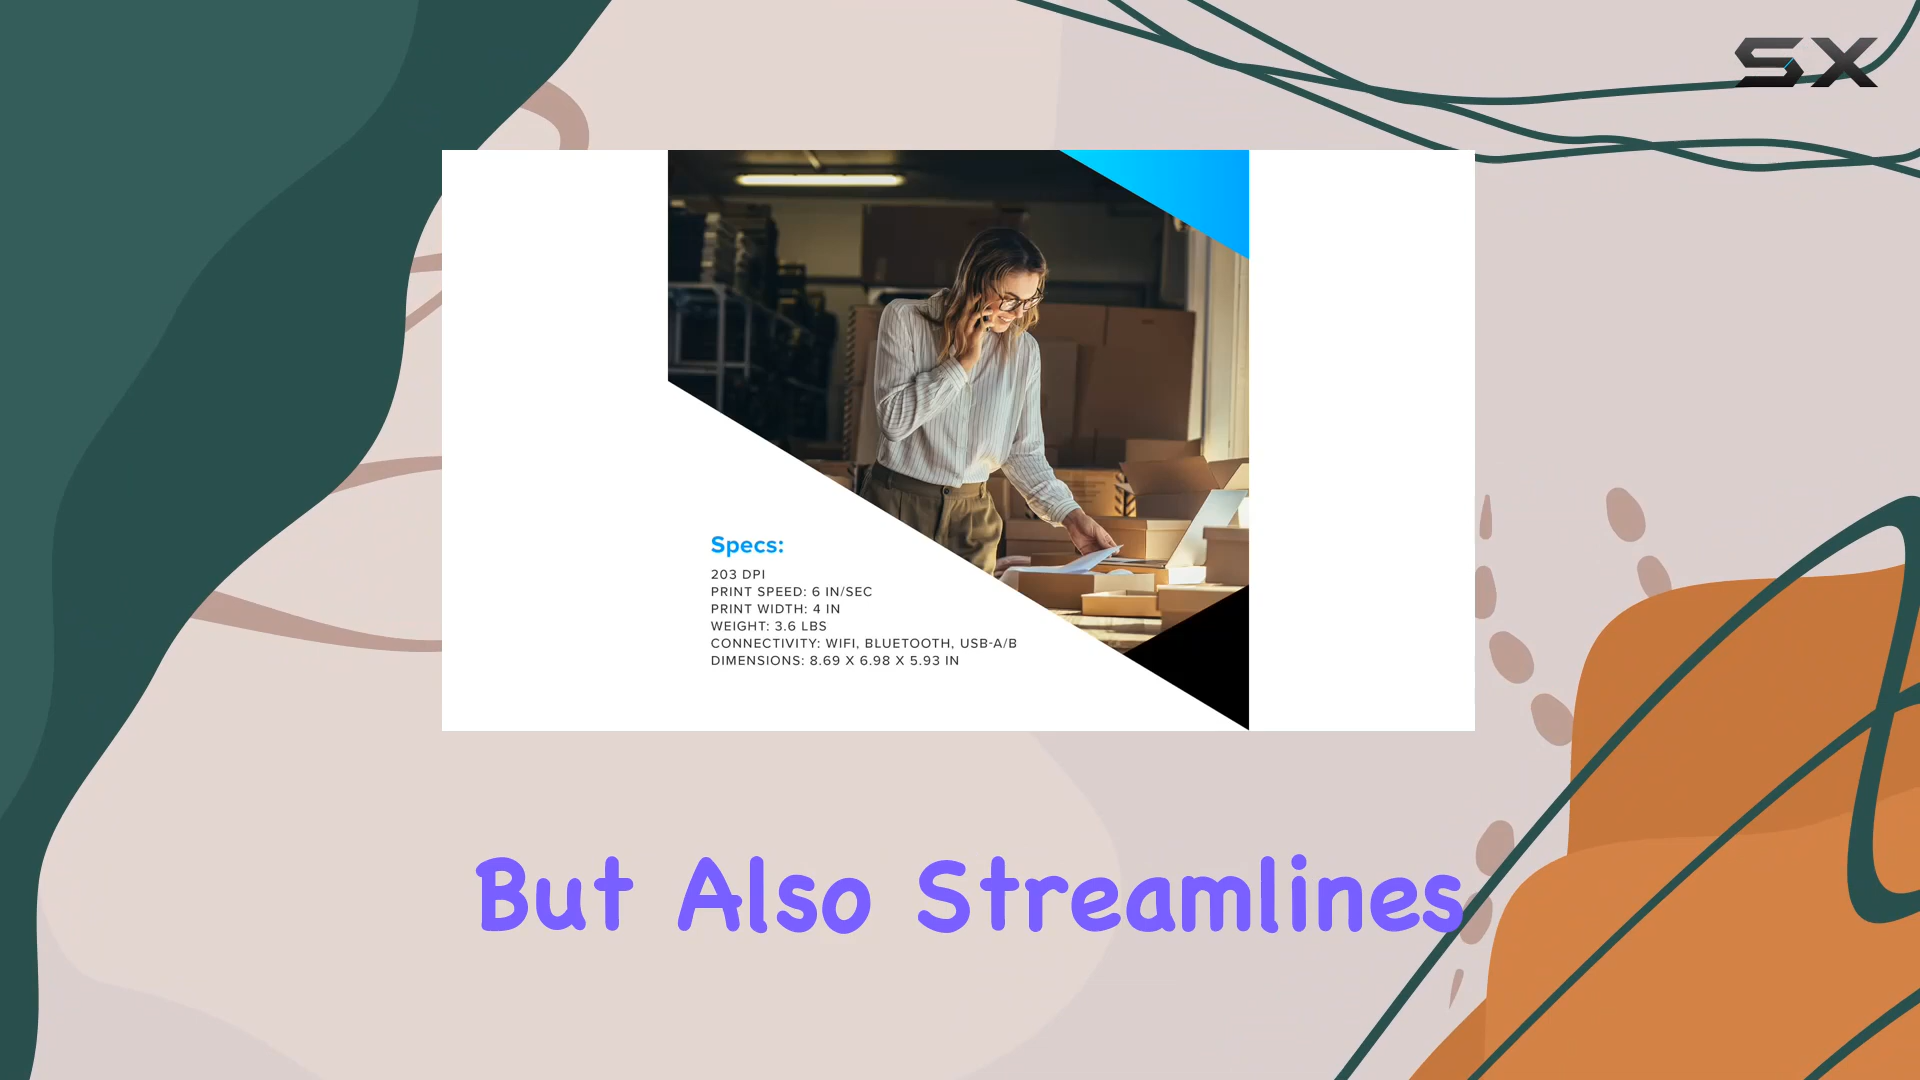 SX
Specs:
203 DPI
PRINT SPEED: 6 IN/SEC
PRINT WIDTH: 4 IN
WEIGHT: 3.6 LBS
CONNECTIVITY: WIFI, BLUETOOTH, USB-A/B
DIMENSIONS: 8.69 X 6.98 X 5.93 IN
But Also Streamlines